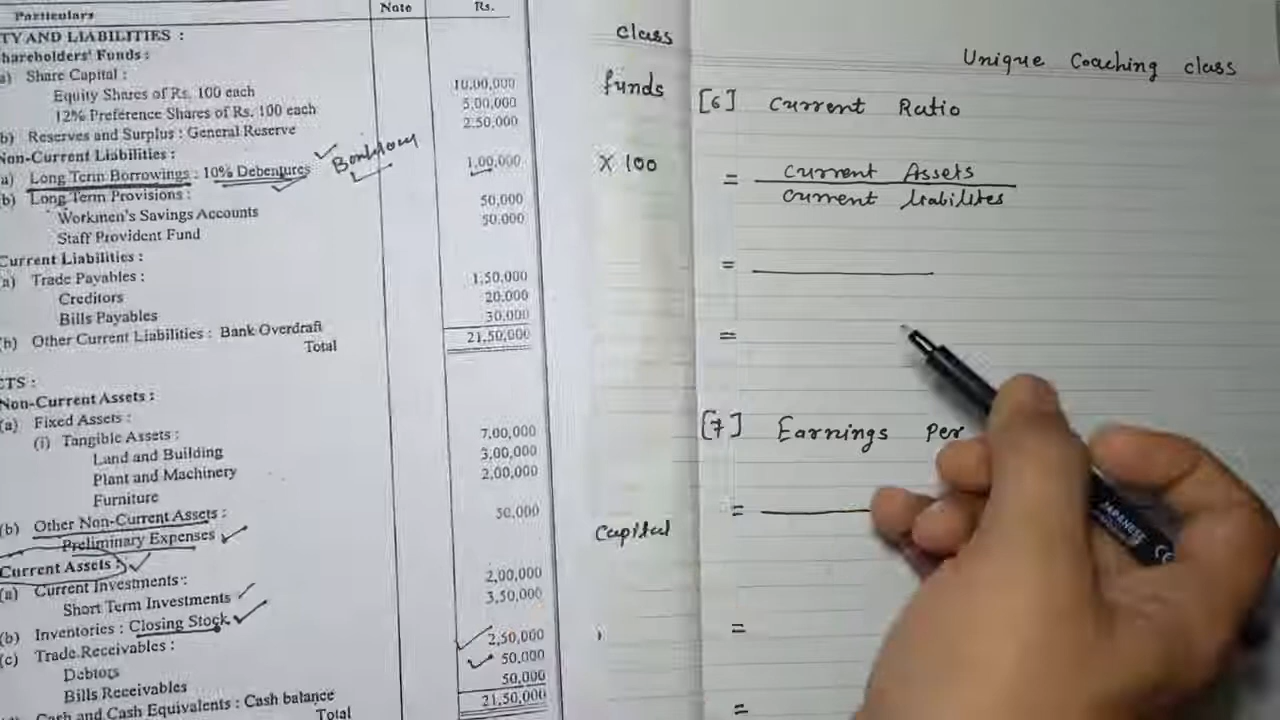 Particulars Note Rs.
TY AND LIABILITIES :
hareholders' Funds :
a) Share Capital :
Equity Shares of Rs. 100 each 10,00,000
12% Preference Shares of Rs. 100 each 5,00,000
b) Reserves and Surplus : General Reserve 2,50,000
Non-Current Liabilities :
a) Long Term Borrowings : 10% Debentures 1,00,000
(b) Long Term Provisions :
Workmen's Savings Accounts 50,000
Staff Provident Fund 50,000
Current Liabilities :
a) Trade Payables :
Creditors 1,50,000
Bills Payables 20,000
(b) Other Current Liabilities : Bank Overdraft 30,000
Total 21,50,000
CTS :
Non-Current Assets :
(a) Fixed Assets :
(i) Tangible Assets :
Land and Building 7,00,000
Plant and Machinery 3,00,000
Furniture 2,00,000
(b) Other Non-Current Assets :
Preliminary Expenses 50,000
Current Assets :
(a) Current Investments :
Short Term Investments 2,00,000
(b) Inventories : Closing Stock 3,50,000
(c) Trade Receivables :
Debtors 2,50,000
Bills Receivables 50,000
Cash and Cash Equivalents : Cash balance 50,000
Total 21,50,000
class
funds
X 100
Capital
Unique Coaching class
[6] Current Ratio
= Current Assets
Current liabilites
=
=
[7] Earnings Per
=
=
=
JAPANESE